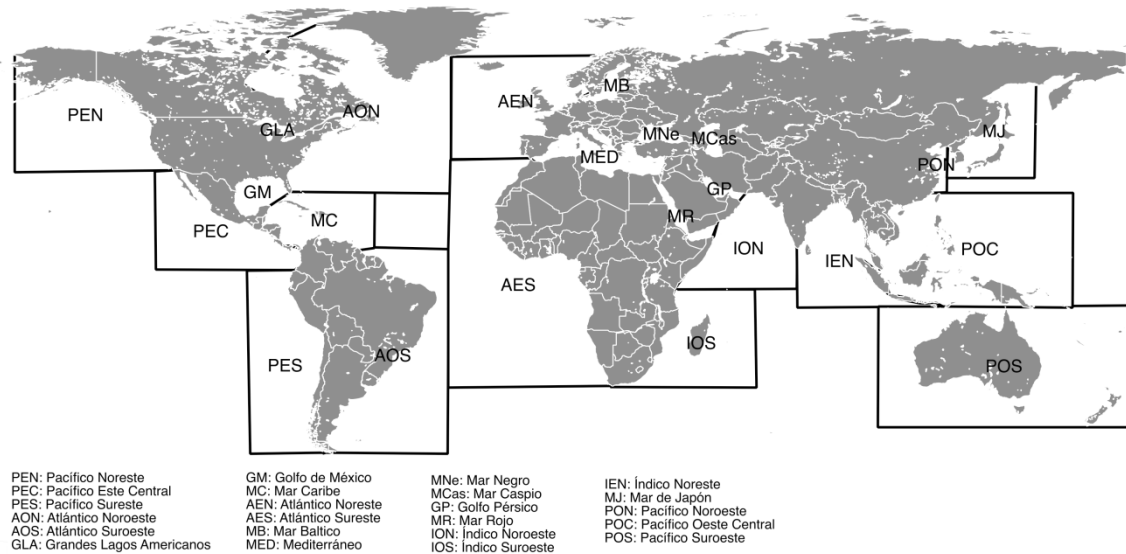 PEN
AON
GLA
AEN
MB
MNe
MCas
MED
MJ
PON
GM
MC
PEC
GP
MR
ION
IEN
POC
AES
IOS
PES
AOS
POS
PEN: Pacífico Noreste
PEC: Pacífico Este Central
PES: Pacífico Sureste
AON: Atlántico Noroeste
AOS: Atlántico Suroeste
GLA: Grandes Lagos Americanos
GM: Golfo de México
MC: Mar Caribe
AEN: Atlántico Noreste
AES: Atlántico Sureste
MB: Mar Baltico
MED: Mediterráneo
MNe: Mar Negro
MCas: Mar Caspio
GP: Golfo Pérsico
MR: Mar Rojo
ION: Índico Noroeste
IOS: Índico Suroeste
IEN: Índico Noreste
MJ: Mar de Japón
PON: Pacífico Noroeste
POC: Pacífico Oeste Central
POS: Pacífico Suroeste